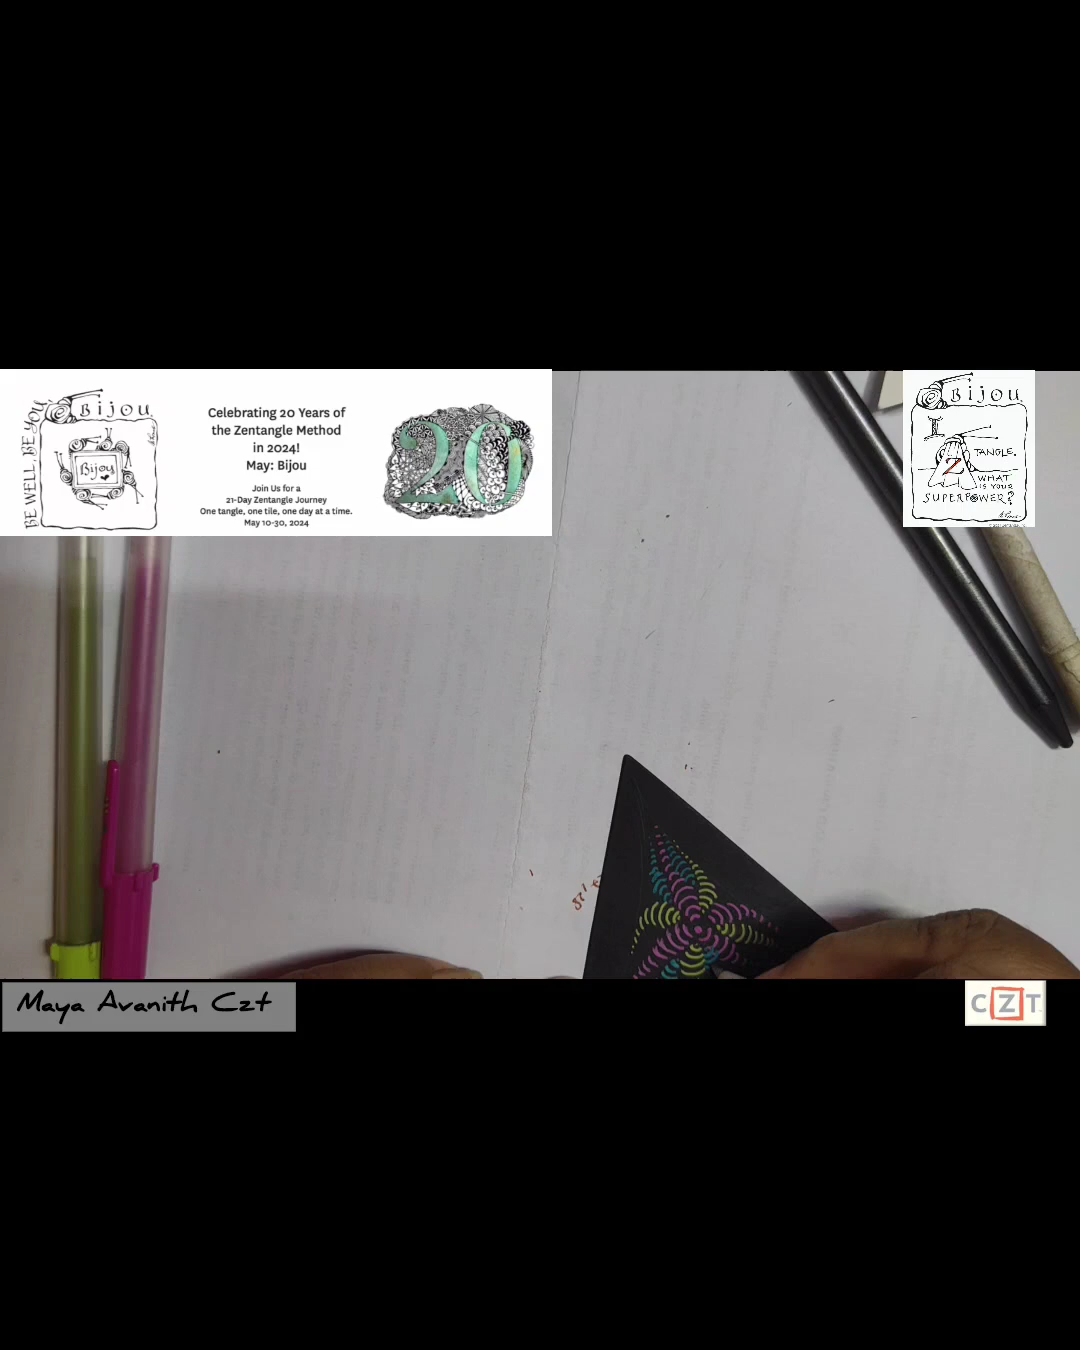 BE WELL, BE YOU.
Bijou
Bijou
Celebrating 20 Years of
the Zentangle Method
in 2024!
May: Bijou
Join Us for a
21-Day Zentangle Journey
One tangle, one tile, one day at a time.
May 10-30, 2024
20
Bijou
I
TANGLE.
Z
WHAT
IS YOUR
SUPERPOWER?
Maya Avanith Czt
CZT